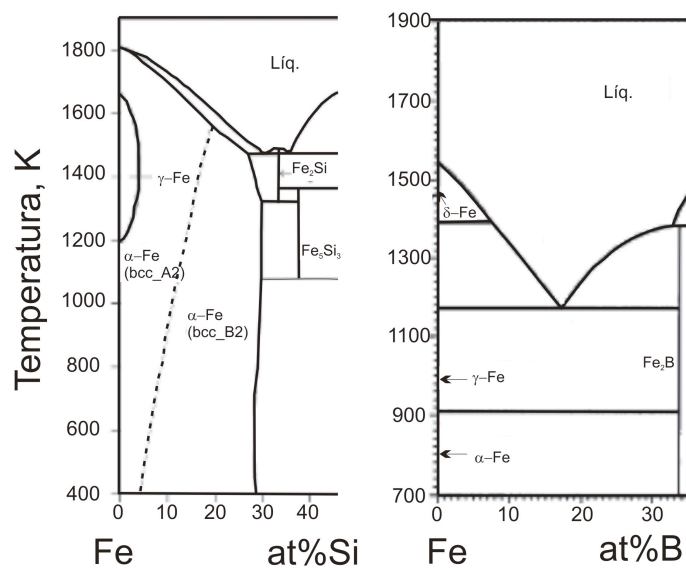 Temperatura, K
1800
1600
1400
1200
1000
800
600
400
0
10
20
30
40
Fe
at%Si
Líq.
γ–Fe
Fe₂Si
α–Fe
(bcc_A2)
Fe₅Si₃
α–Fe
(bcc_B2)
1900
1700
1500
1300
1100
900
700
0
10
20
30
Fe
at%B
Líq.
δ–Fe
Fe₂B
γ–Fe
α–Fe